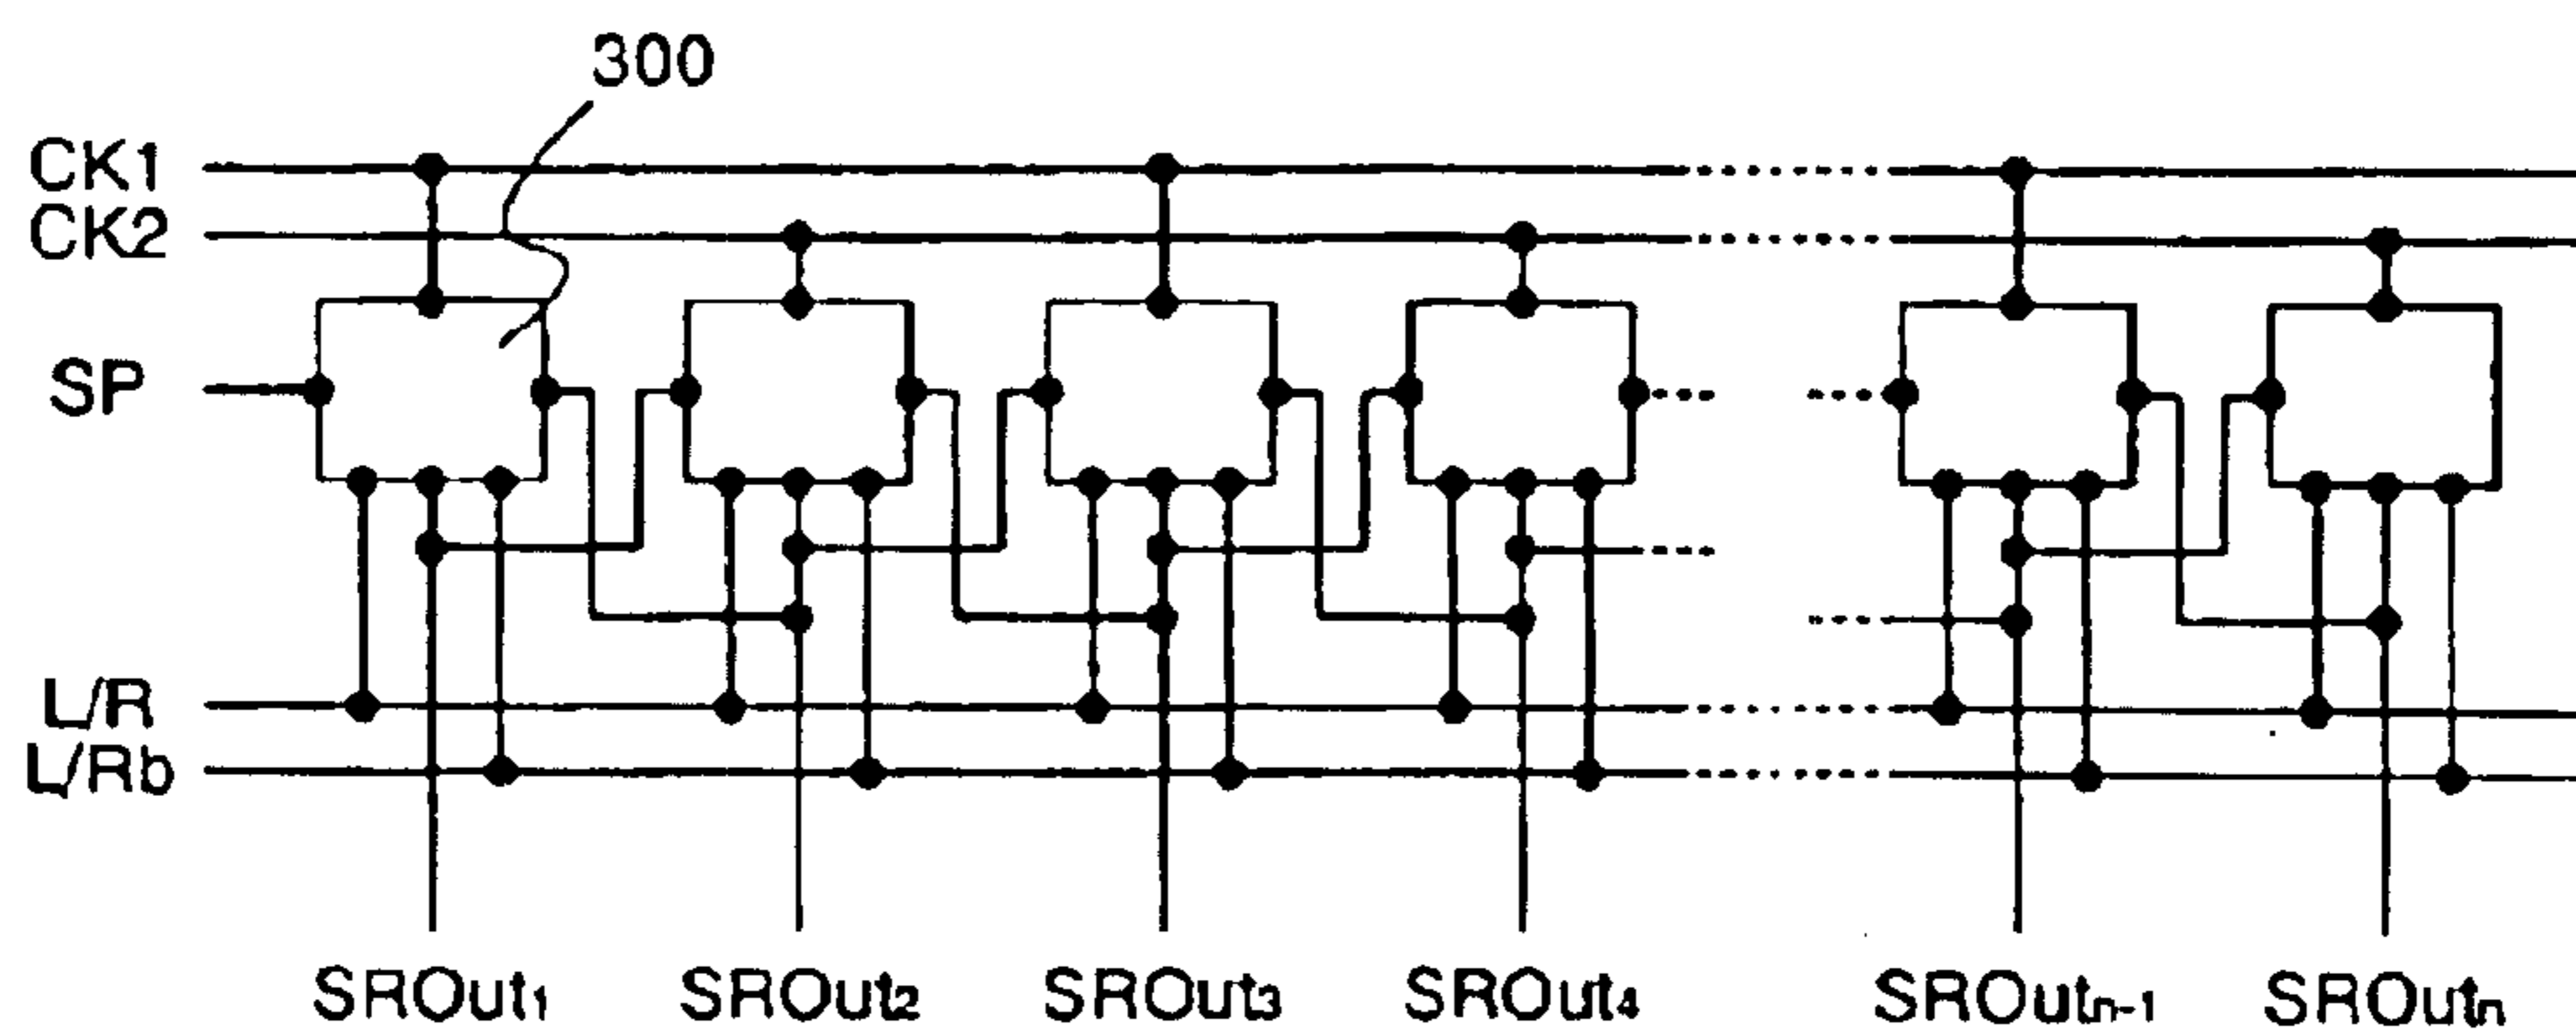 300
CK1
CK2
SP
L/R
L/Rb
SROut1 SROut2 SROut3 SROut4 SROutn-1 SROutn